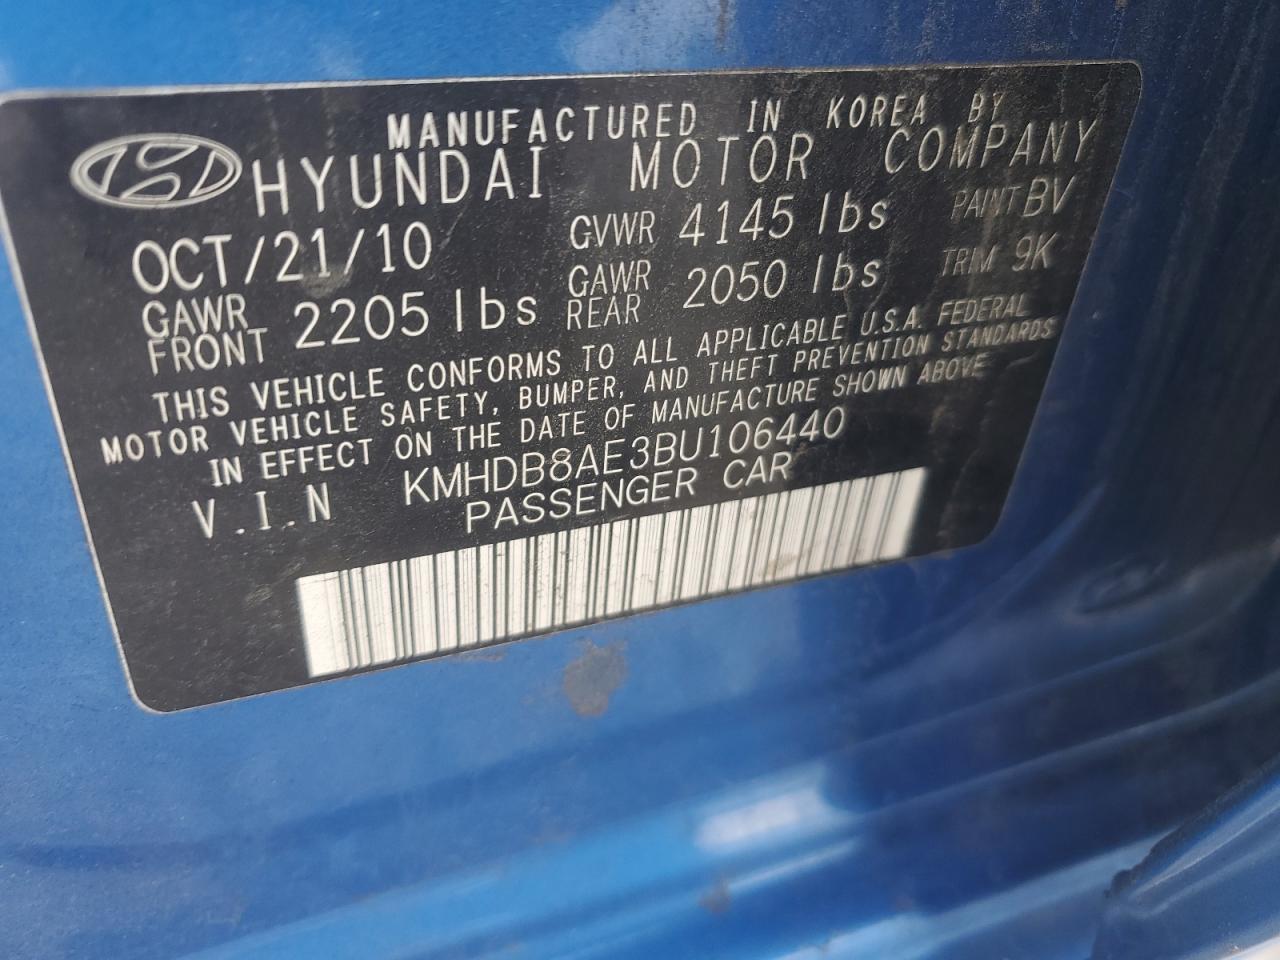 MANUFACTURED IN KOREA BY
HYUNDAI MOTOR COMPANY
OCT/21/10 GVWR 4145 lbs PAINT BV
GAWR FRONT 2205 lbs GAWR REAR 2050 lbs TRIM 9K
THIS VEHICLE CONFORMS TO ALL APPLICABLE U.S.A. FEDERAL
MOTOR VEHICLE SAFETY, BUMPER, AND THEFT PREVENTION STANDARDS
IN EFFECT ON THE DATE OF MANUFACTURE SHOWN ABOVE
V.I.N KMHDB8AE3BU106440
PASSENGER CAR